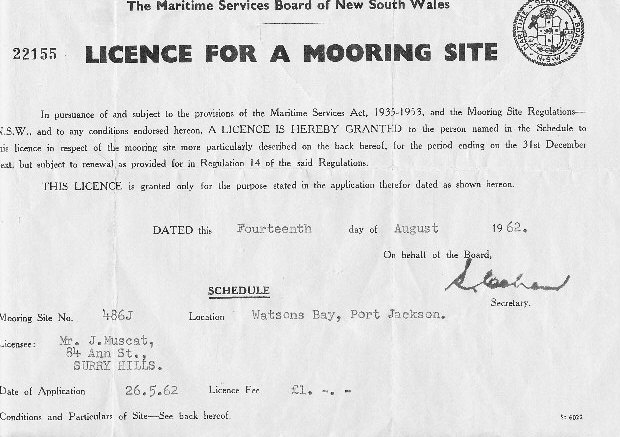 The Maritime Services Board of New South Wales
22155 LICENCE FOR A MOORING SITE
MARITIME SERVICES BOARD N.S.W.
In pursuance of and subject to the provisions of the Maritime Services Act, 1935-1953, and the Mooring Site Regulations—
N.S.W., and to any conditions endorsed hereon, A LICENCE IS HEREBY GRANTED to the person named in the Schedule to
this licence in respect of the mooring site more particularly described on the back hereof, for the period ending on the 31st December
next, but subject to renewal as provided for in Regulation 14 of the said Regulations.
THIS LICENCE is granted only for the purpose stated in the application therefor dated as shown hereon.
DATED this Fourteenth day of August 1962.
On behalf of the Board,
Secretary.
SCHEDULE
Mooring Site No. 486J Location Watsons Bay, Port Jackson.
Licensee: Mr. J.Muscat,
84 Ann St.,
SURRY HILLS.
Date of Application 26.5.62 Licence Fee £1. -. -
Conditions and Particulars of Site—See back hereof.